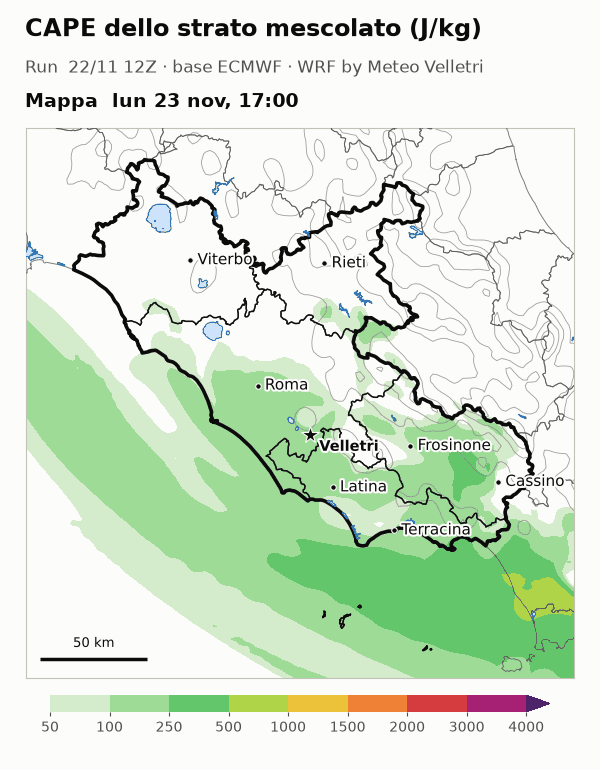 CAPE dello strato mescolato (J/kg)
Run  22/11 12Z · base ECMWF · WRF by Meteo Velletri
Mappa  lun 23 nov, 17:00
Viterbo
Rieti
Roma
Velletri
Frosinone
Cassino
Latina
Terracina
50 km
50 100 250 500 1000 1500 2000 3000 4000